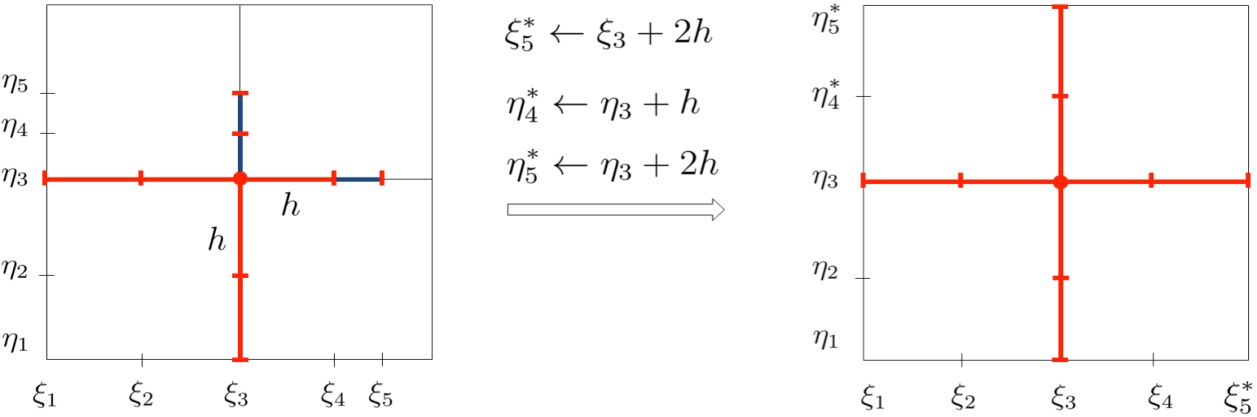 η₅
η₄
η₃
η₂
η₁
h
h
ξ₁ ξ₂ ξ₃ ξ₄ ξ₅
ξ₅* ← ξ₃ + 2h
η₄* ← η₃ + h
η₅* ← η₃ + 2h
η₅*
η₄*
η₃
η₂
η₁
ξ₁ ξ₂ ξ₃ ξ₄ ξ₅*